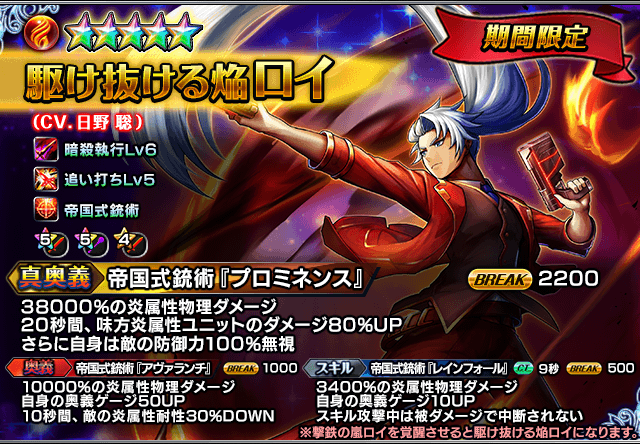 期間限定
駆け抜ける焔ロイ
(CV.日野 聡)
暗殺執行Lv6
追い打ちLv5
帝国式銃術
5 5 4
真奥義 帝国式銃術『プロミネンス』 BREAK 2200
38000%の炎属性物理ダメージ
20秒間、味方炎属性ユニットのダメージ80%UP
さらに自身は敵の防御力100%無視
奥義 帝国式銃術『アヴァランチ』 BREAK 1000
10000%の炎属性物理ダメージ
自身の奥義ゲージ50UP
10秒間、敵の炎属性耐性30%DOWN
スキル 帝国式銃術『レインフォール』 C.T. 9秒 BREAK 500
3400%の炎属性物理ダメージ
自身の奥義ゲージ10UP
スキル攻撃中は被ダメージで中断されない
※撃鉄の嵐ロイを覚醒させると駆け抜ける焔ロイになります。